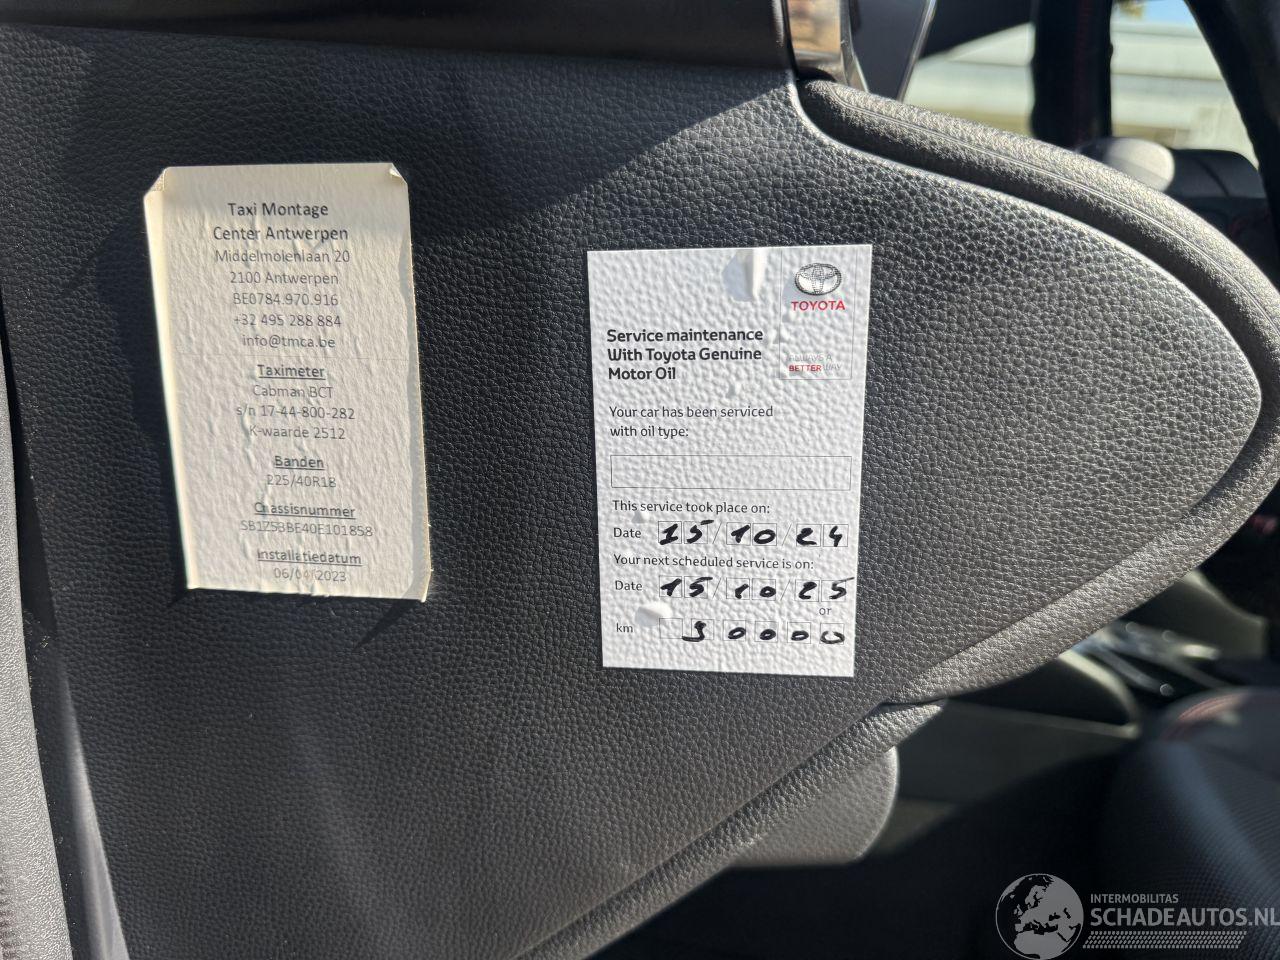 Taxi Montage
Center Antwerpen
Middelmolenlaan 20
2100 Antwerpen
BE0784.970.916
+32 495 288 884
info@tmca.be
Taximeter
Cabman BCT
s/n 17-44-800-282
K-waarde 2512
Banden
225/40R18
Chassisnummer
SB1Z53BE40E101858
Installatiedatum
06/04/2023
TOYOTA
Service maintenance
With Toyota Genuine
Motor Oil
ALWAYS A
BETTER WAY
Your car has been serviced
with oil type:
This service took place on:
Date 15/10/24
Your next scheduled service is on:
Date 15/10/25
or
km 90000
INTERMOBILITAS
SCHADEAUTOS.NL